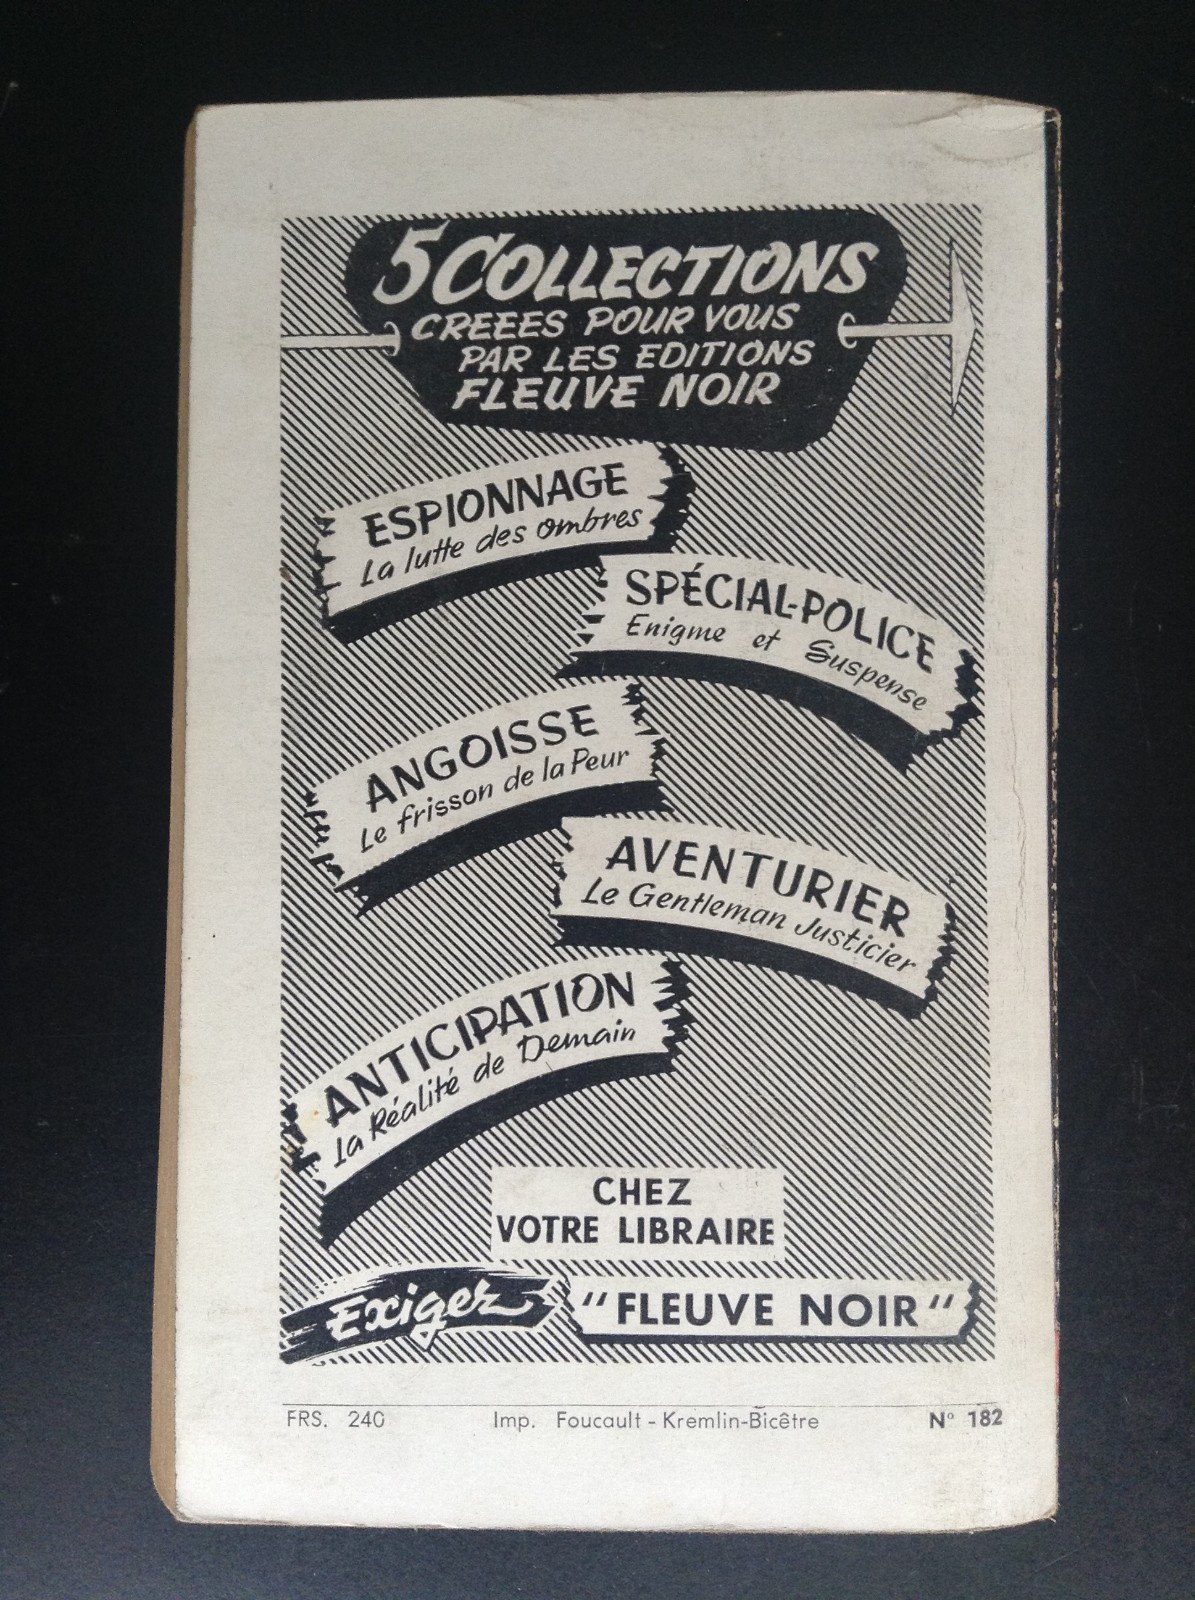 5 COLLECTIONS
CREEES POUR VOUS
PAR LES EDITIONS
FLEUVE NOIR
ESPIONNAGE
La lutte des ombres
SPÉCIAL-POLICE
Enigme et Suspense
ANGOISSE
Le frisson de la Peur
AVENTURIER
Le Gentleman Justicier
ANTICIPATION
La Réalité de Demain
CHEZ
VOTRE LIBRAIRE
Exigez "FLEUVE NOIR"
FRS. 240 Imp. Foucault - Kremlin-Bicêtre N° 182